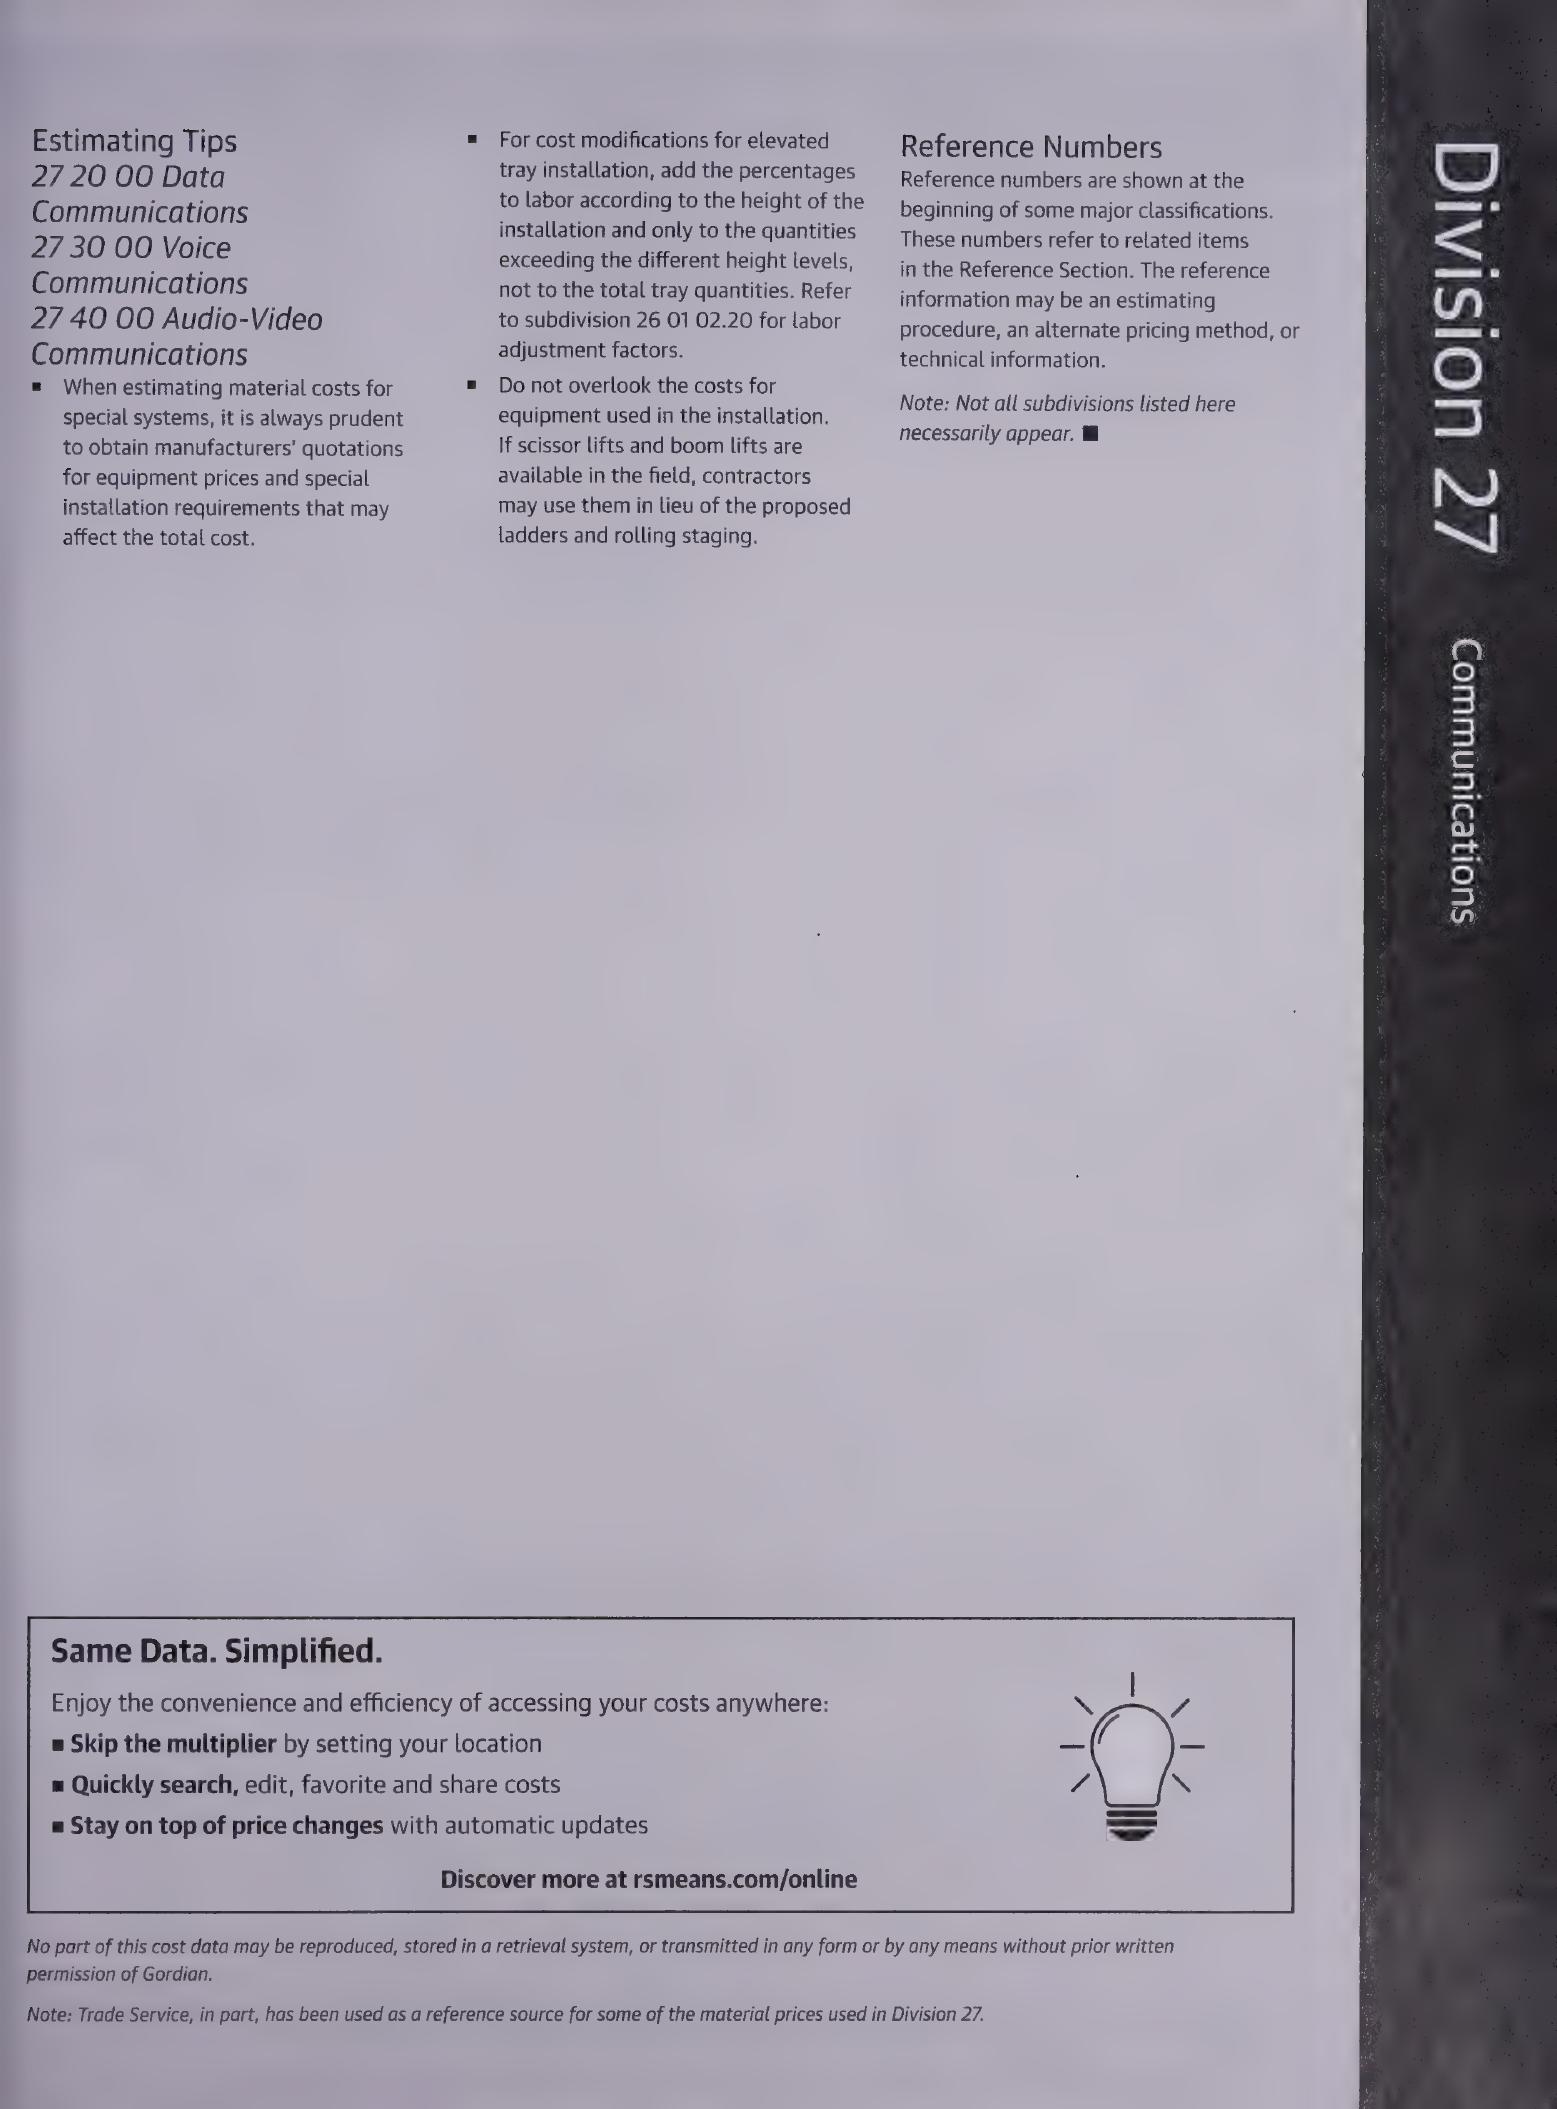 Estimating Tips
27 20 00 Data
Communications
27 30 00 Voice
Communications
27 40 00 Audio-Video
Communications
■ When estimating material costs for
special systems, it is always prudent
to obtain manufacturers' quotations
for equipment prices and special
installation requirements that may
affect the total cost.
■ For cost modifications for elevated
tray installation, add the percentages
to labor according to the height of the
installation and only to the quantities
exceeding the different height levels,
not to the total tray quantities. Refer
to subdivision 26 01 02.20 for labor
adjustment factors.
■ Do not overlook the costs for
equipment used in the installation.
If scissor lifts and boom lifts are
available in the field, contractors
may use them in lieu of the proposed
ladders and rolling staging.
Reference Numbers
Reference numbers are shown at the
beginning of some major classifications.
These numbers refer to related items
in the Reference Section. The reference
information may be an estimating
procedure, an alternate pricing method, or
technical information.
Note: Not all subdivisions listed here
necessarily appear. ■
Division 27 Communications
Same Data. Simplified.
Enjoy the convenience and efficiency of accessing your costs anywhere:
■ Skip the multiplier by setting your location
■ Quickly search, edit, favorite and share costs
■ Stay on top of price changes with automatic updates
Discover more at rsmeans.com/online
No part of this cost data may be reproduced, stored in a retrieval system, or transmitted in any form or by any means without prior written
permission of Gordian.
Note: Trade Service, in part, has been used as a reference source for some of the material prices used in Division 27.